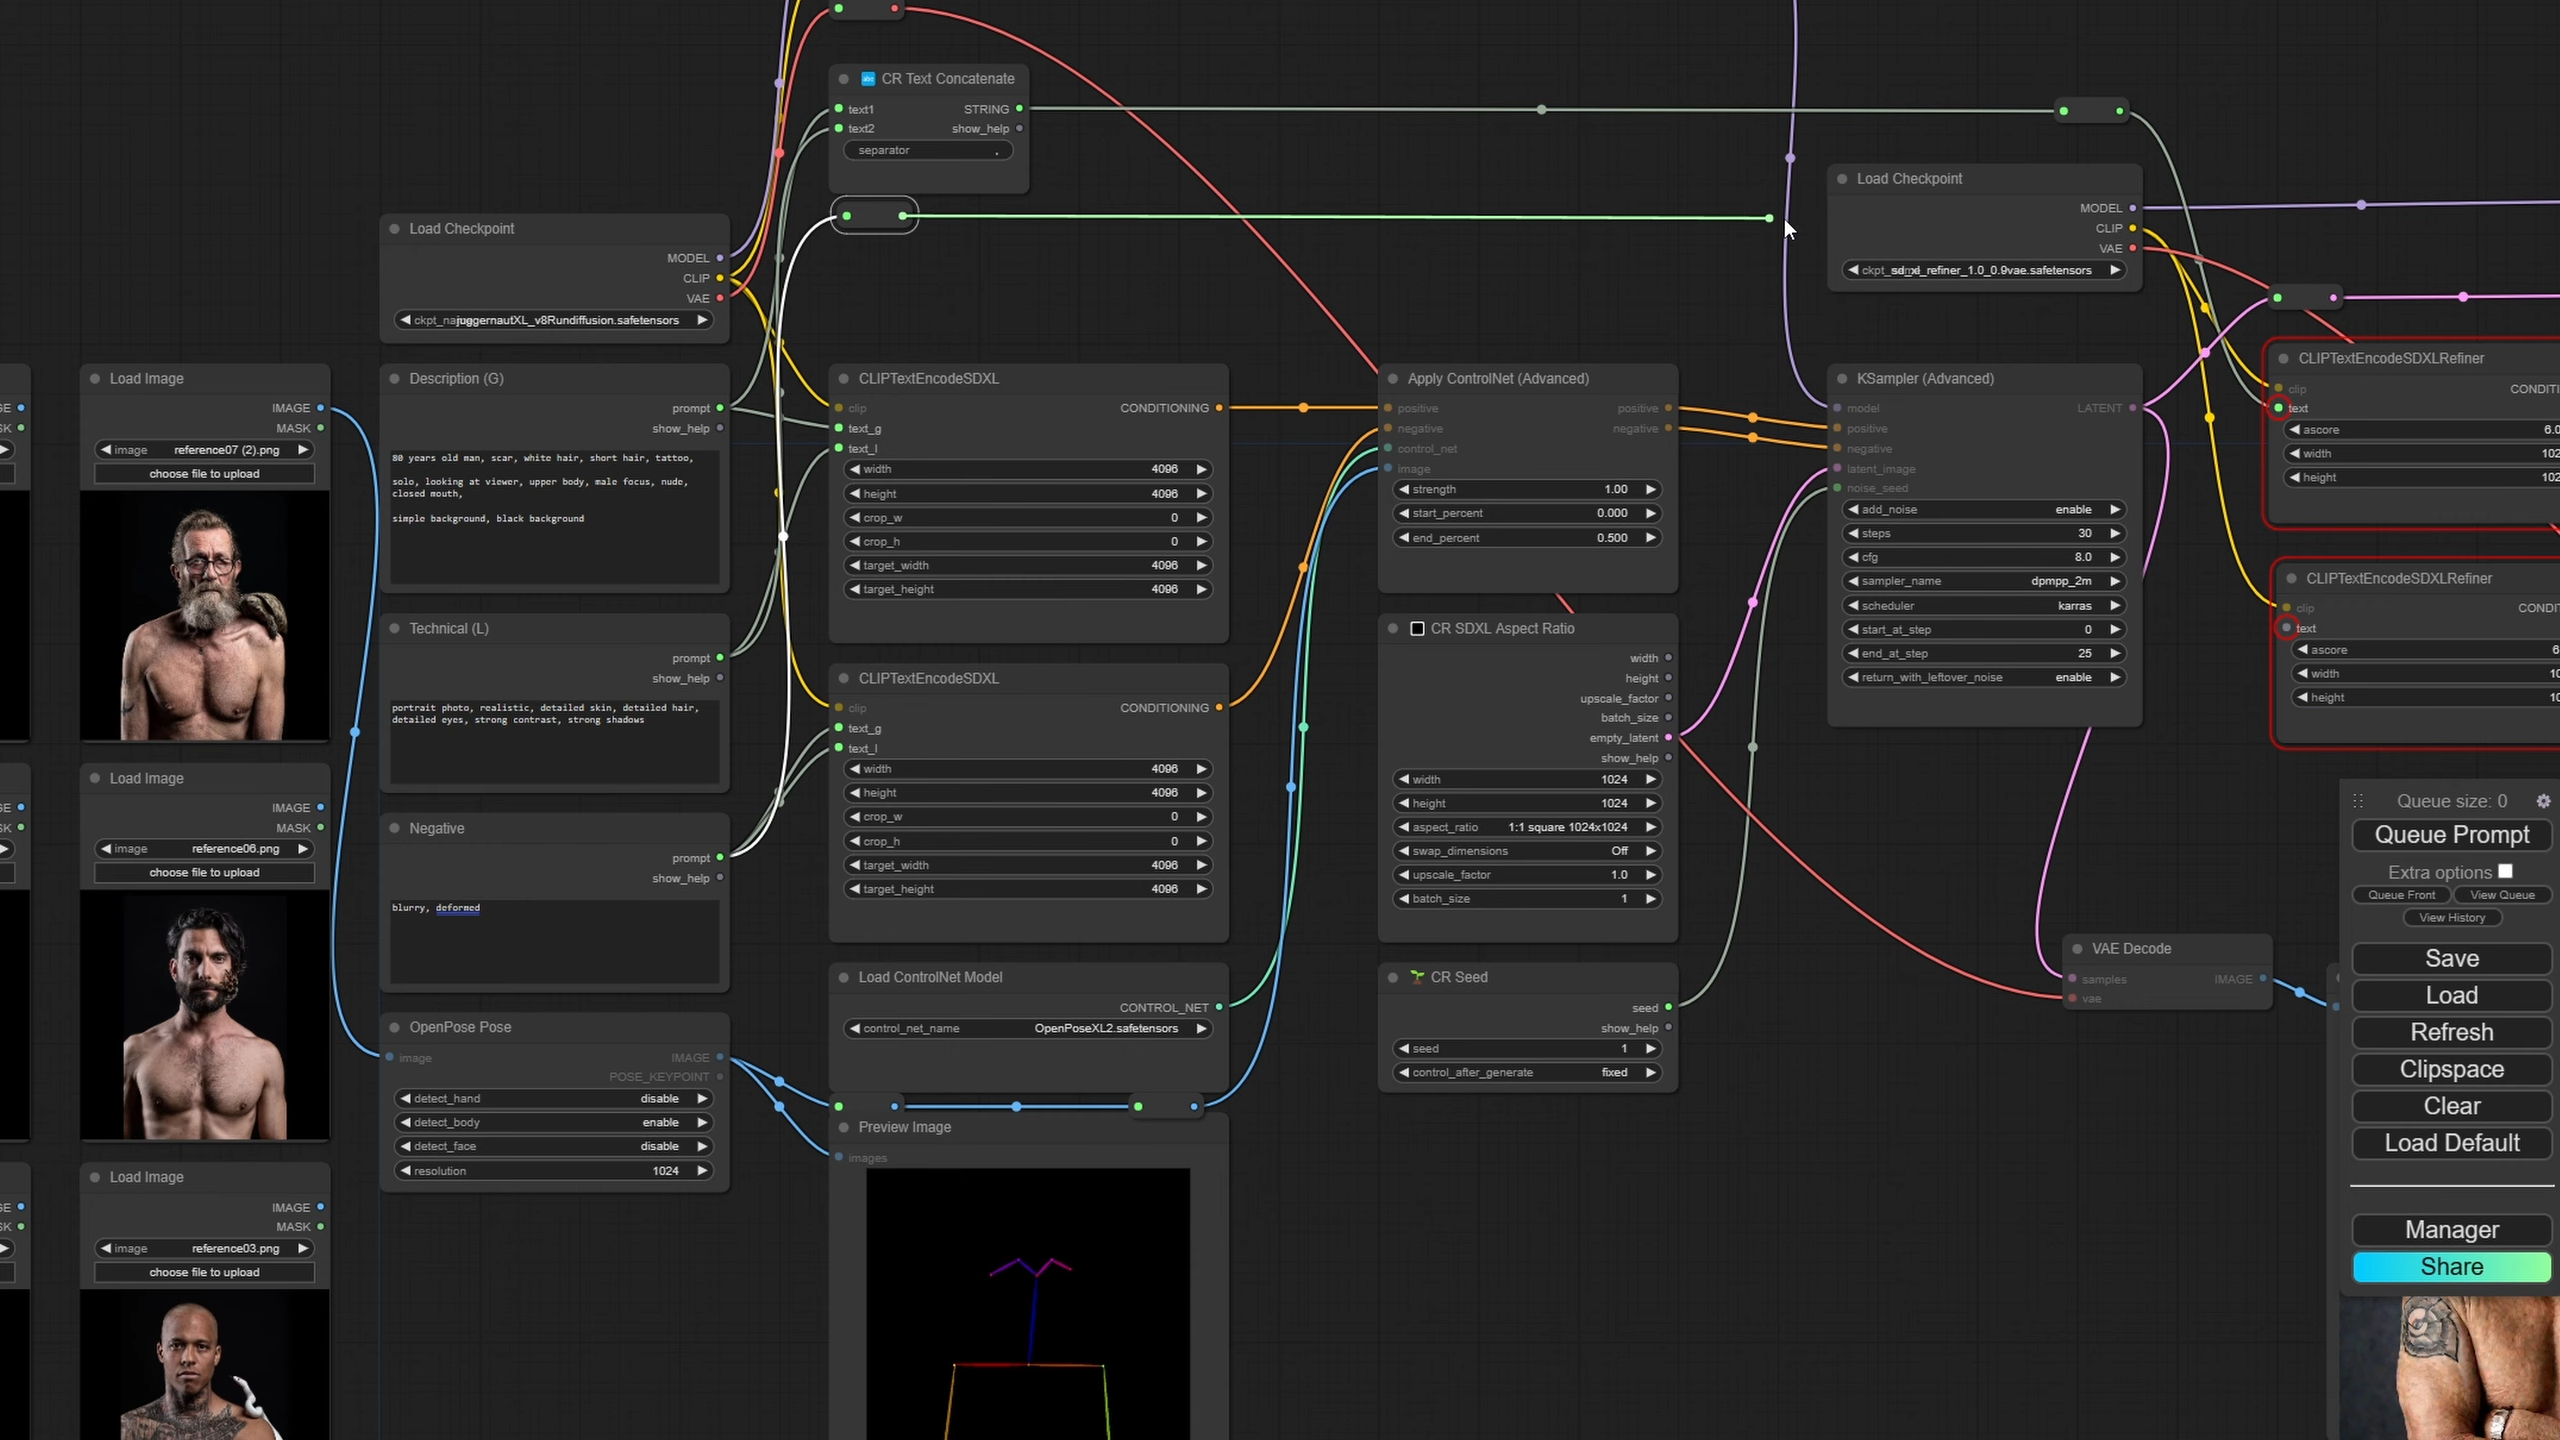 CR Text Concatenate
text1 STRING
text2 show_help
separator .
Load Checkpoint
MODEL
CLIP
VAE
juggernautXL_v8Rundiffusion.safetensors
Load Checkpoint
MODEL
CLIP
VAE
Load Image
IMAGE
MASK
image reference07 (2).png
choose file to upload
Load Image
IMAGE
MASK
image reference06.png
choose file to upload
Load Image
IMAGE
MASK
image reference03.png
choose file to upload
Description (G)
prompt
show_help
80 years old man, scar, white hair, short hair, tattoo,
solo, looking at viewer, upper body, male focus, nude,
closed mouth,
simple background, black background
Technical (L)
prompt
show_help
portrait photo, realistic, detailed skin, detailed hair,
detailed eyes, strong contrast, strong shadows
Negative
prompt
show_help
blurry, deformed
OpenPose Pose
image IMAGE
POSE_KEYPOINT
detect_hand disable
detect_body enable
detect_face disable
resolution 1024
CLIPTextEncodeSDXL
clip CONDITIONING
text_g
text_l
width 4096
height 4096
crop_w 0
crop_h 0
target_width 4096
target_height 4096
CLIPTextEncodeSDXL
clip CONDITIONING
text_g
text_l
width 4096
height 4096
crop_w 0
crop_h 0
target_width 4096
target_height 4096
Load ControlNet Model
CONTROL_NET
control_net_name OpenPoseXL2.safetensors
Preview Image
images
Apply ControlNet (Advanced)
positive positive
negative negative
control_net
image
strength 1.00
start_percent 0.000
end_percent 0.500
CR SDXL Aspect Ratio
width
height
upscale_factor
batch_size
empty_latent
show_help
width 1024
height 1024
aspect_ratio 1:1 square 1024x1024
swap_dimensions Off
upscale_factor 1.0
batch_size 1
CR Seed
seed
show_help
seed 1
control_after_generate fixed
KSampler (Advanced)
model LATENT
positive
negative
latent_image
noise_seed
add_noise enable
steps 30
cfg 8.0
sampler_name dpmpp_2m
scheduler karras
start_at_step 0
end_at_step 25
return_with_leftover_noise enable
VAE Decode
samples IMAGE
vae
CLIPTextEncodeSDXLRefiner
clip
text
ascore 6.0
width
height
CLIPTextEncodeSDXLRefiner
clip
text
ascore
width
height
Queue size: 0
Queue Prompt
Extra options
Queue Front View Queue
View History
Save
Load
Refresh
Clipspace
Clear
Load Default
Manager
Share